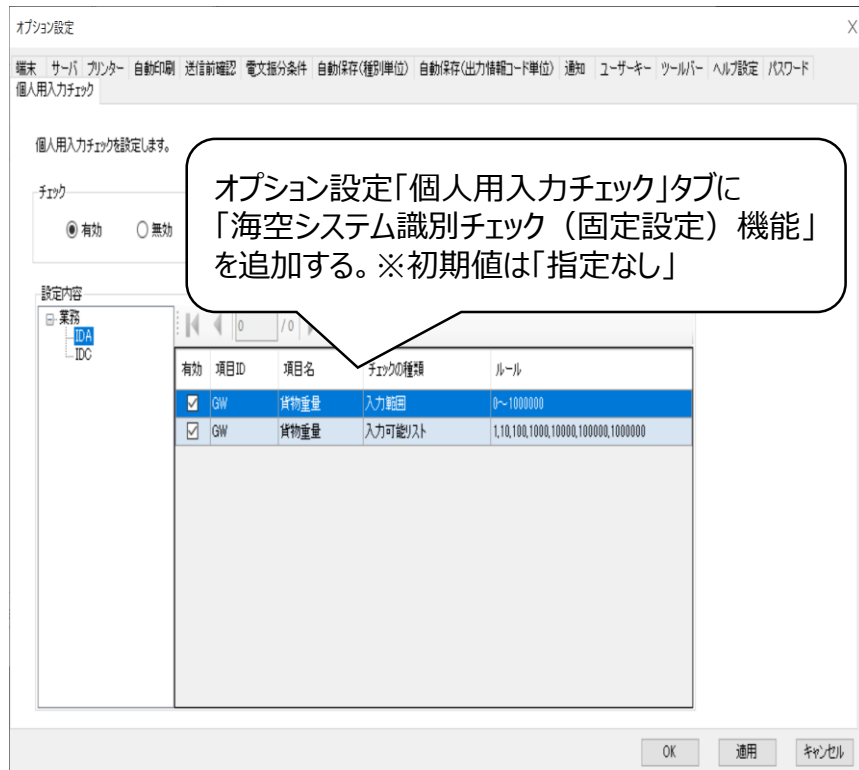 オプション設定
X
端末 サーバ プリンター 自動印刷 送信前確認 電文振分条件 自動保存(種別単位) 自動保存(出力情報コード単位) 通知 ユーザーキー ツールバー ヘルプ設定 パスワード
個人用入力チェック
個人用入力チェックを設定します。
チェック
有効 無効
オプション設定「個人用入力チェック」タブに
「海空システム識別チェック（固定設定）機能」
を追加する。※初期値は「指定なし」
設定内容
業務
IDA
IDC
0 / 0
有効 項目ID 項目名 チェックの種類 ルール
GW 貨物重量 入力範囲 0～1000000
GW 貨物重量 入力可能リスト 1,10,100,1000,10000,100000,1000000
OK 適用 キャンセル